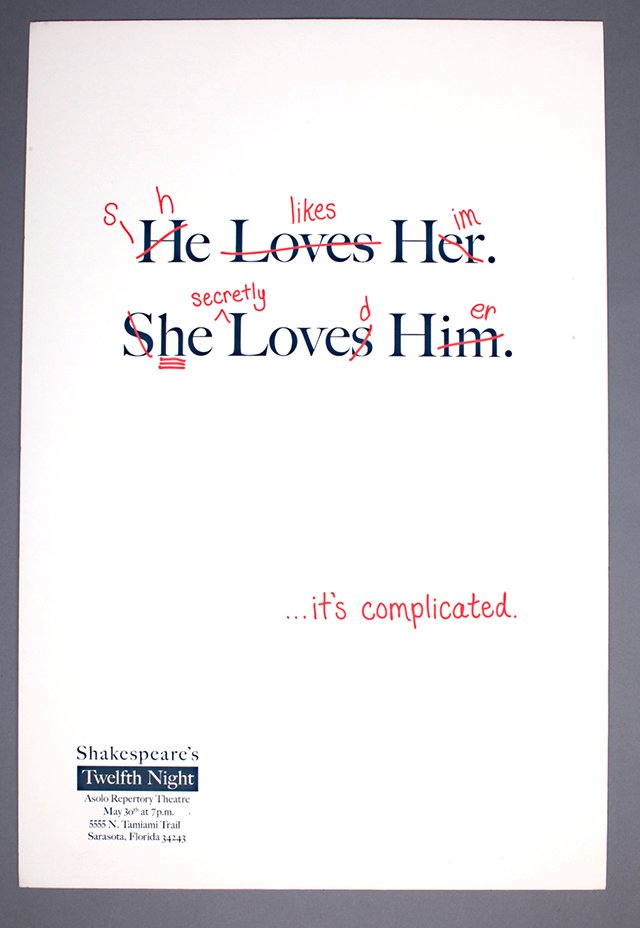 s h likes im
He Loves Her.
secretly d er
She Loves Him.
...it's complicated.
Shakespeare's
Twelfth Night
Asolo Repertory Theatre
May 30th at 7 p.m.
5555 N. Tamiami Trail
Sarasota, Florida 34243